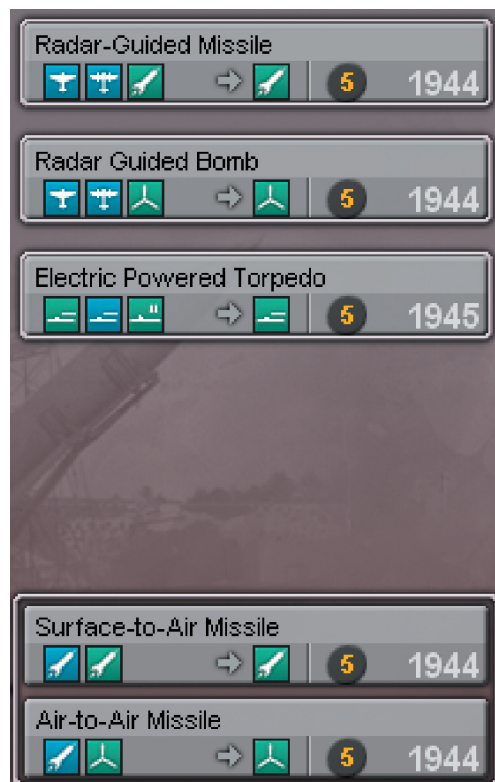 Radar-Guided Missile
5 1944
Radar Guided Bomb
5 1944
Electric Powered Torpedo
5 1945
Surface-to-Air Missile
5 1944
Air-to-Air Missile
5 1944